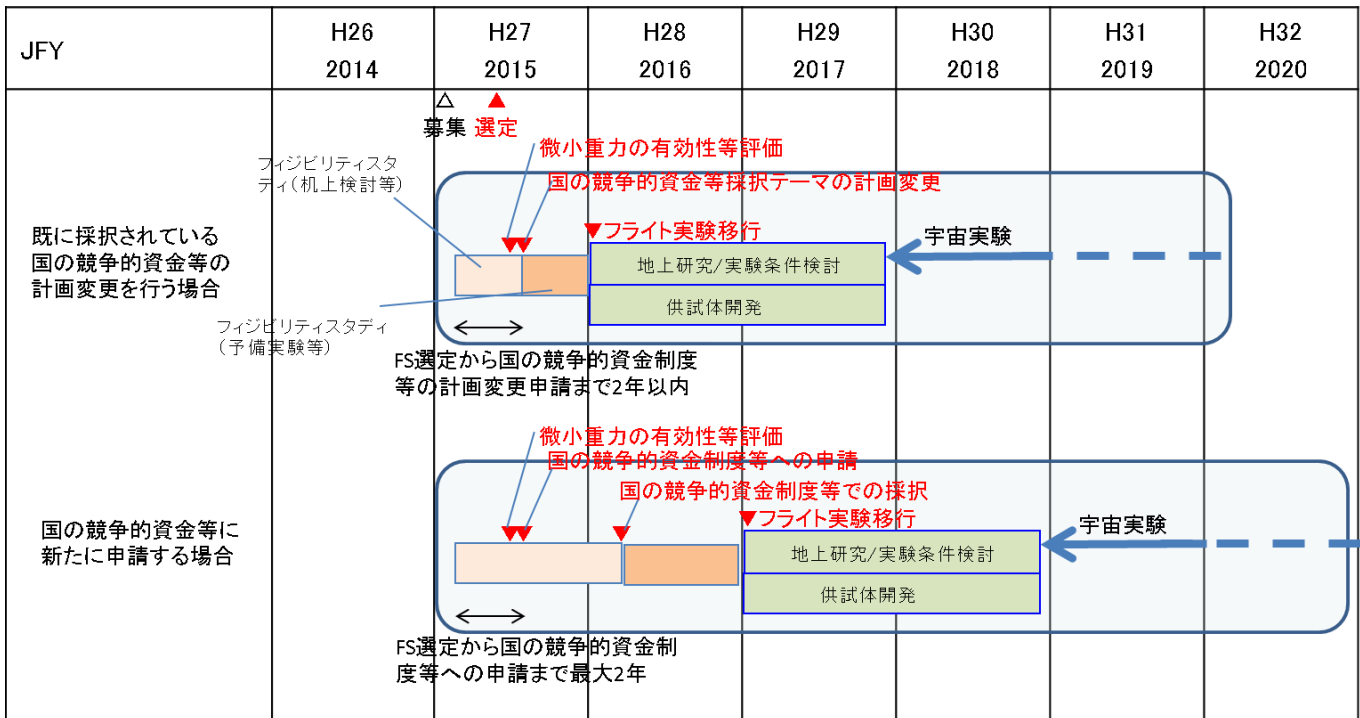 JFY
H26
2014
H27
2015
H28
2016
H29
2017
H30
2018
H31
2019
H32
2020
△
募集
▲
選定
微小重力の有効性等評価
フィジビリティスタ
ディ(机上検討等)
国の競争的資金等採択テーマの計画変更
▼フライト実験移行
既に採択されている
国の競争的資金等の
計画変更を行う場合
宇宙実験
地上研究/実験条件検討
供試体開発
フィジビリティスタディ
(予備実験等)
FS選定から国の競争的資金制度
等の計画変更申請まで2年以内
微小重力の有効性等評価
国の競争的資金制度等への申請
国の競争的資金制度等での採択
▼フライト実験移行
国の競争的資金等に
新たに申請する場合
宇宙実験
地上研究/実験条件検討
供試体開発
FS選定から国の競争的資金制
度等への申請まで最大2年